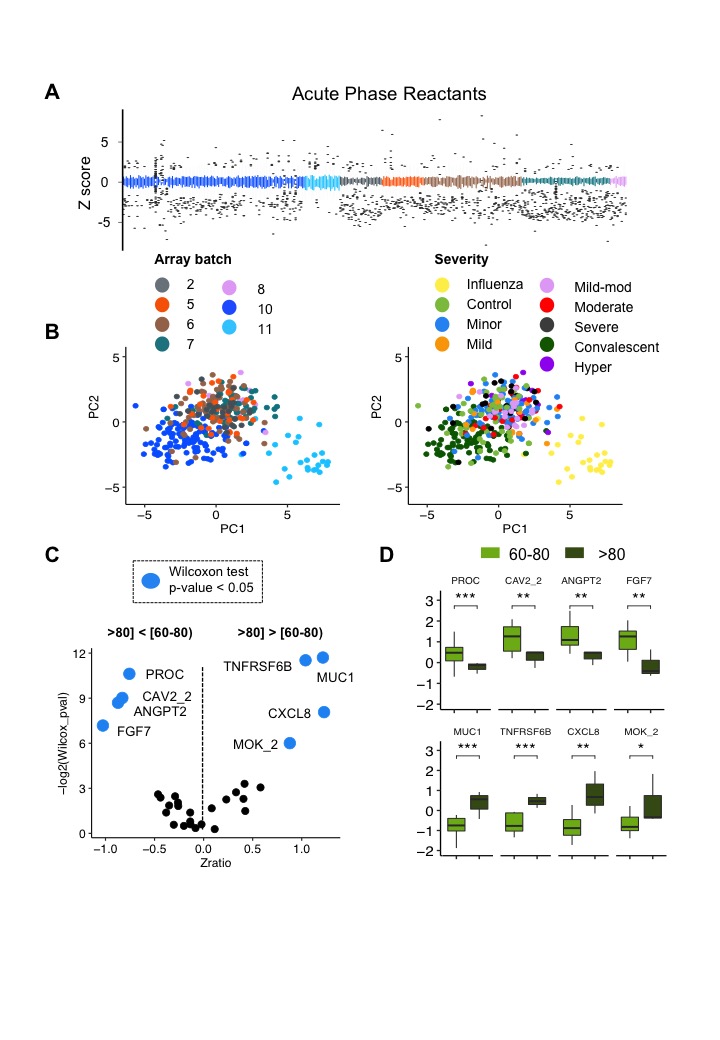 A
Acute Phase Reactants
Z score
5
0
-5
Array batch
2
5
6
7
8
10
11
Severity
Influenza
Control
Minor
Mild
Mild-mod
Moderate
Severe
Convalescent
Hyper
B
PC2
5
0
−5
−5 0 5
PC1
PC2
5
0
−5
−5 0 5
PC1
C
Wilcoxon test
p-value < 0.05
>80] < [60-80) >80] > [60-80)
−log2(Wilcox_pval)
12
9
6
3
0
PROC
CAV2_2
ANGPT2
FGF7
TNFRSF6B
MUC1
CXCL8
MOK_2
−1.0 −0.5 0.0 0.5 1.0
Zratio
D
60-80 >80
PROC CAV2_2 ANGPT2 FGF7
*** ** ** **
3
2
1
0
−1
−2
MUC1 TNFRSF6B CXCL8 MOK_2
*** *** ** *
3
2
1
0
−1
−2